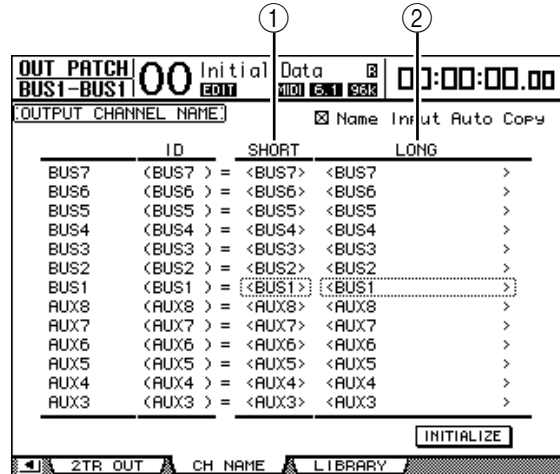 1 2
OUT PATCH 00 Initial Data R 00:00:00.00
BUS1-BUS1 EDIT MIDI 6.1 96k
OUTPUT CHANNEL NAME Name Input Auto Copy
ID SHORT LONG
BUS7 (BUS7 ) = <BUS7> <BUS7 >
BUS6 (BUS6 ) = <BUS6> <BUS6 >
BUS5 (BUS5 ) = <BUS5> <BUS5 >
BUS4 (BUS4 ) = <BUS4> <BUS4 >
BUS3 (BUS3 ) = <BUS3> <BUS3 >
BUS2 (BUS2 ) = <BUS2> <BUS2 >
BUS1 (BUS1 ) = <BUS1> <BUS1 >
AUX8 (AUX8 ) = <AUX8> <AUX8 >
AUX7 (AUX7 ) = <AUX7> <AUX7 >
AUX6 (AUX6 ) = <AUX6> <AUX6 >
AUX5 (AUX5 ) = <AUX5> <AUX5 >
AUX4 (AUX4 ) = <AUX4> <AUX4 >
AUX3 (AUX3 ) = <AUX3> <AUX3 >
INITIALIZE
2TR OUT CH NAME LIBRARY